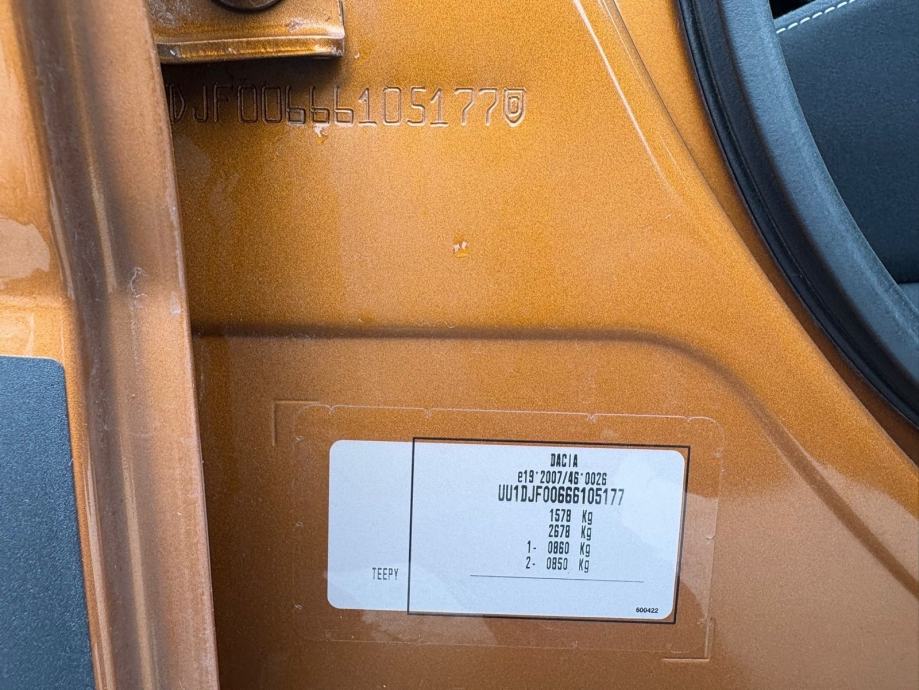 DJF00666105177
DACIA
e19*2007/46*0026
UU1DJF00666105177
1578 Kg
2678 Kg
1- 0860 Kg
2- 0850 Kg
TEEPY
600422